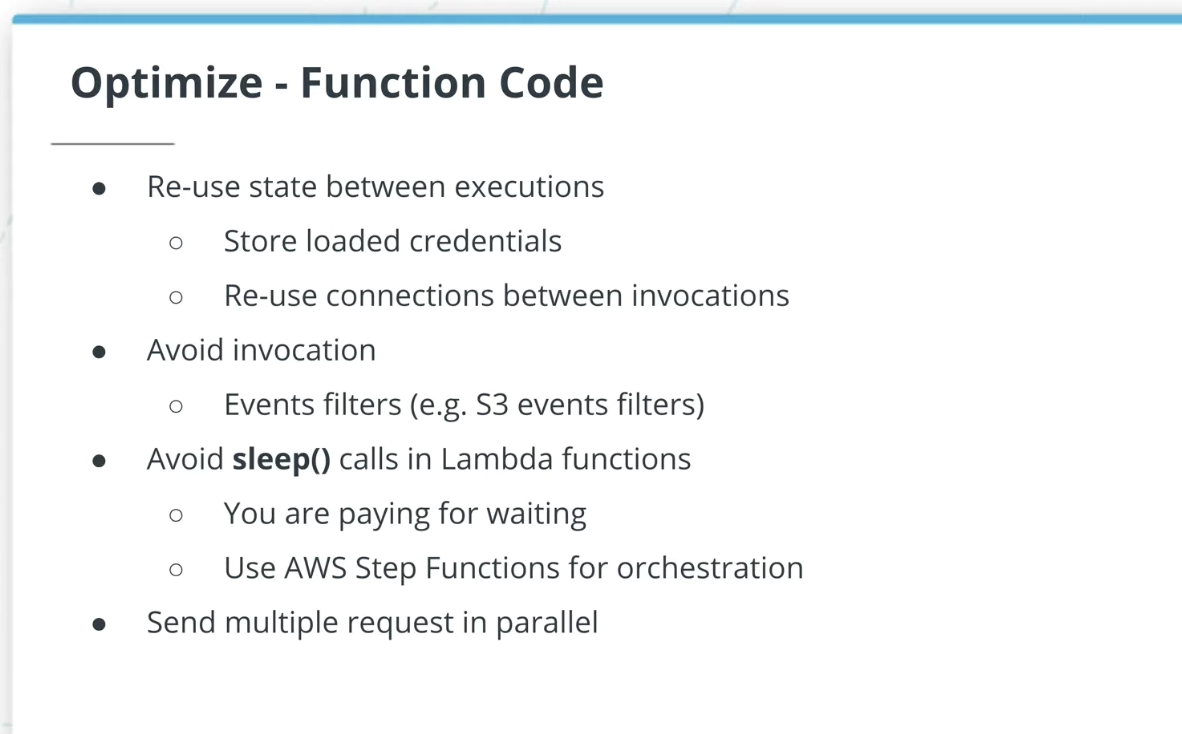 Optimize - Function Code
● Re-use state between executions
○ Store loaded credentials
○ Re-use connections between invocations
● Avoid invocation
○ Events filters (e.g. S3 events filters)
● Avoid sleep() calls in Lambda functions
○ You are paying for waiting
○ Use AWS Step Functions for orchestration
● Send multiple request in parallel